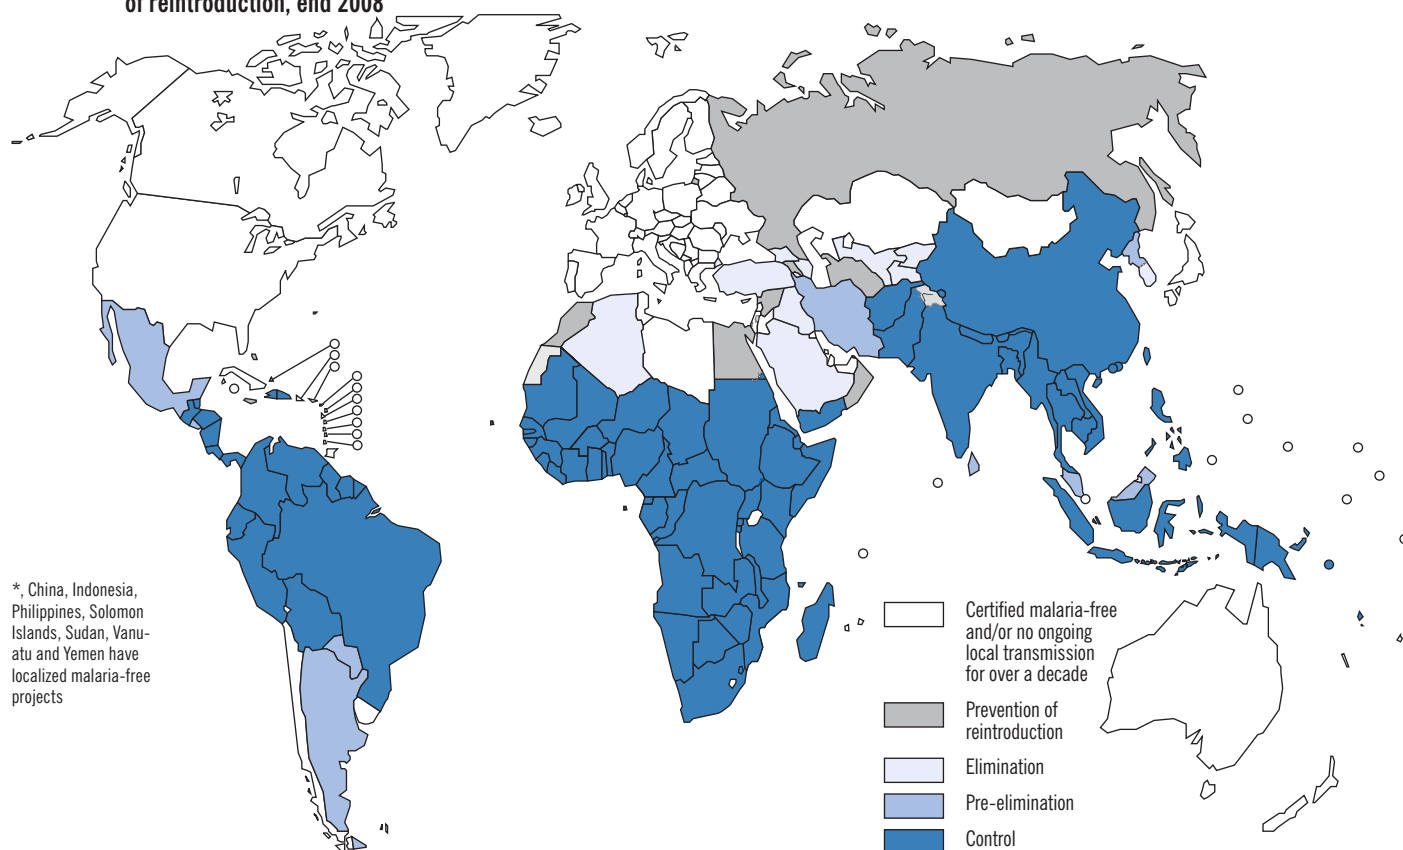 of reintroduction, end 2008
*, China, Indonesia,
Philippines, Solomon
Islands, Sudan, Vanu-
atu and Yemen have
localized malaria-free
projects
Certified malaria-free
and/or no ongoing
local transmission
for over a decade
Prevention of
reintroduction
Elimination
Pre-elimination
Control